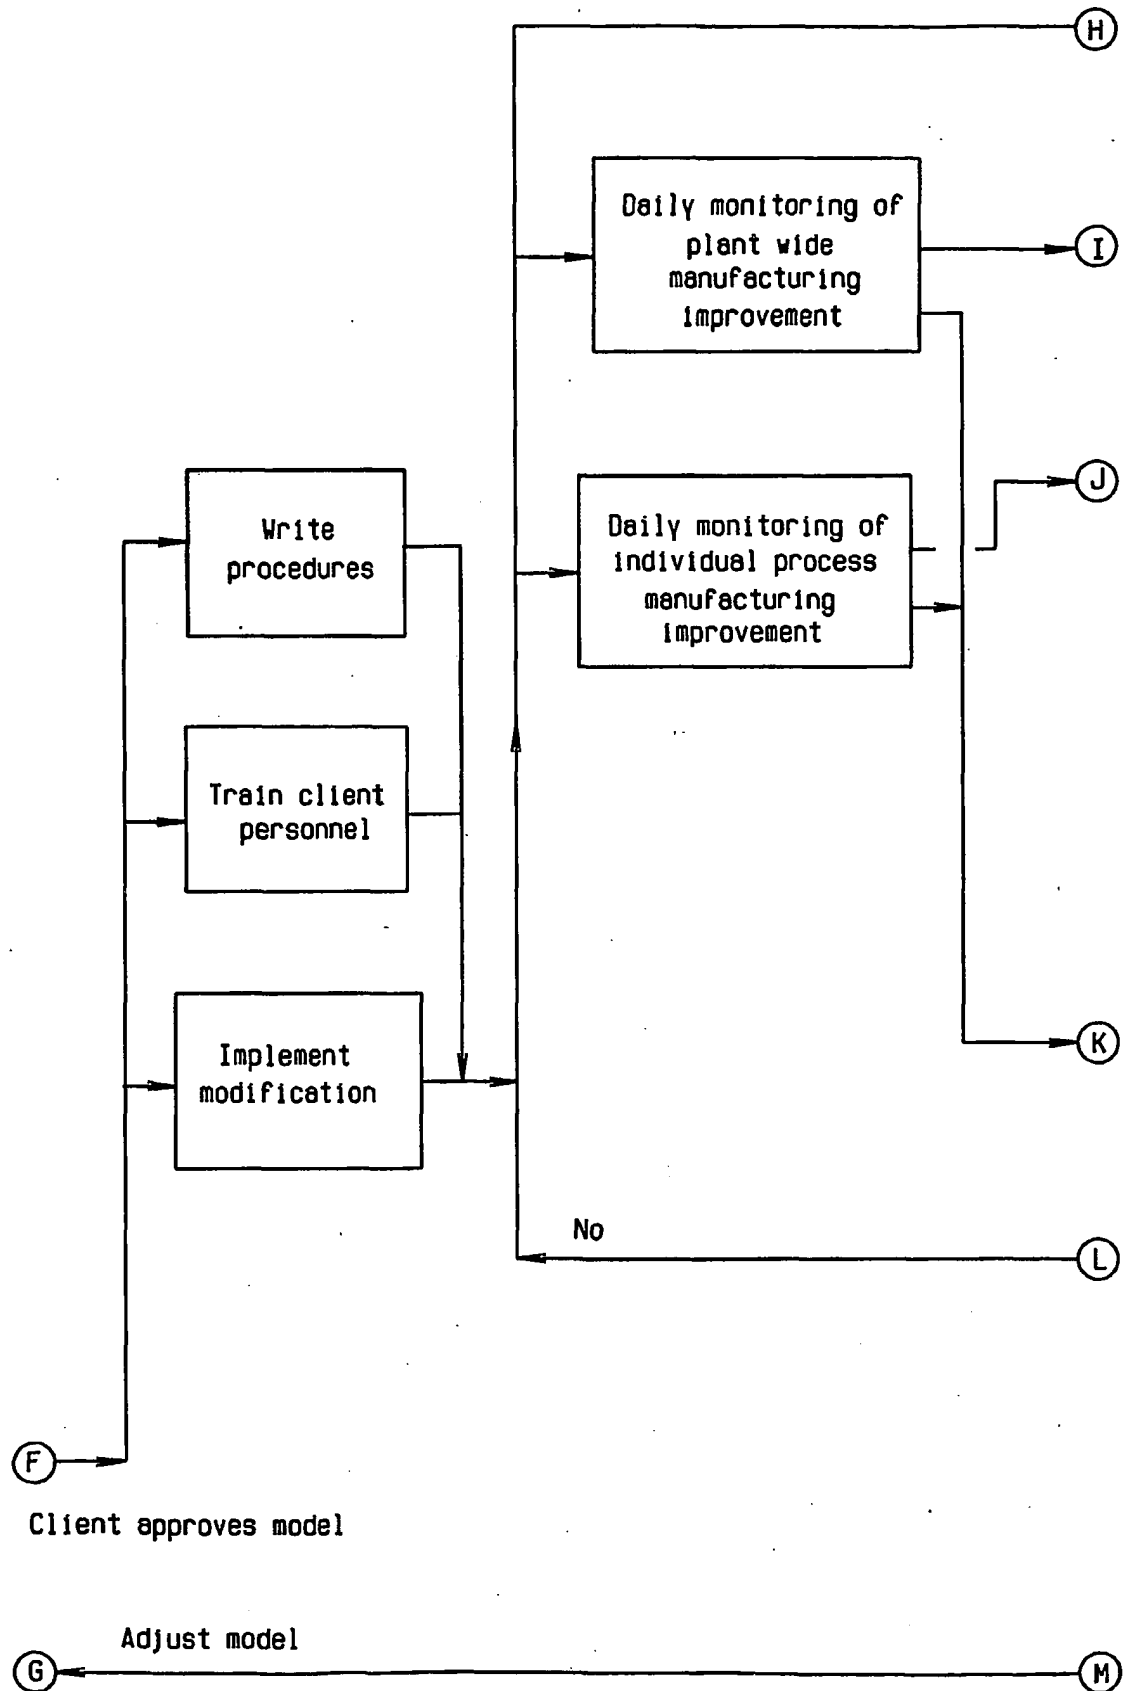 H
Daily monitoring of
plant wide
manufacturing
improvement
I
J
Write
procedures
Daily monitoring of
individual process
manufacturing
improvement
Train client
personnel
Implement
modification
K
No
L
F
Client approves model
Adjust model
G
M